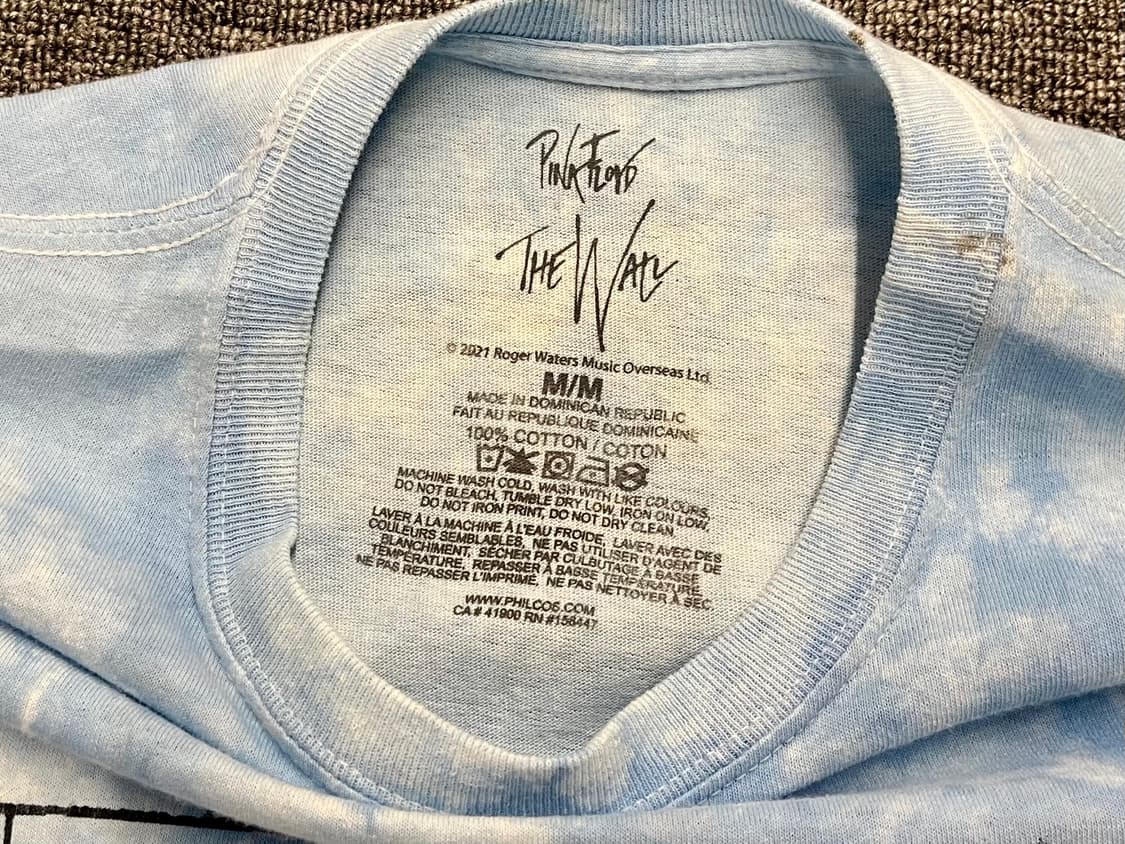 PINK FLOYD
THE WALL
© 2021 Roger Waters Music Overseas Ltd.
M/M
MADE IN DOMINICAN REPUBLIC
FAIT AU REPUBLIQUE DOMINICAINE
100% COTTON / COTON
MACHINE WASH COLD, WASH WITH LIKE COLOURS,
DO NOT BLEACH, TUMBLE DRY LOW, IRON ON LOW,
DO NOT IRON PRINT, DO NOT DRY CLEAN
LAVER À LA MACHINE À L'EAU FROIDE, LAVER AVEC DES
COULEURS SEMBLABLES, NE PAS UTILISER D'AGENT DE
BLANCHIMENT, SÉCHER PAR CULBUTAGE À BASSE
TEMPÉRATURE, REPASSER À BASSE TEMPÉRATURE,
NE PAS REPASSER L'IMPRIMÉ, NE PAS NETTOYER À SEC.
WWW.PHILCOS.COM
CA# 41900 RN #156447